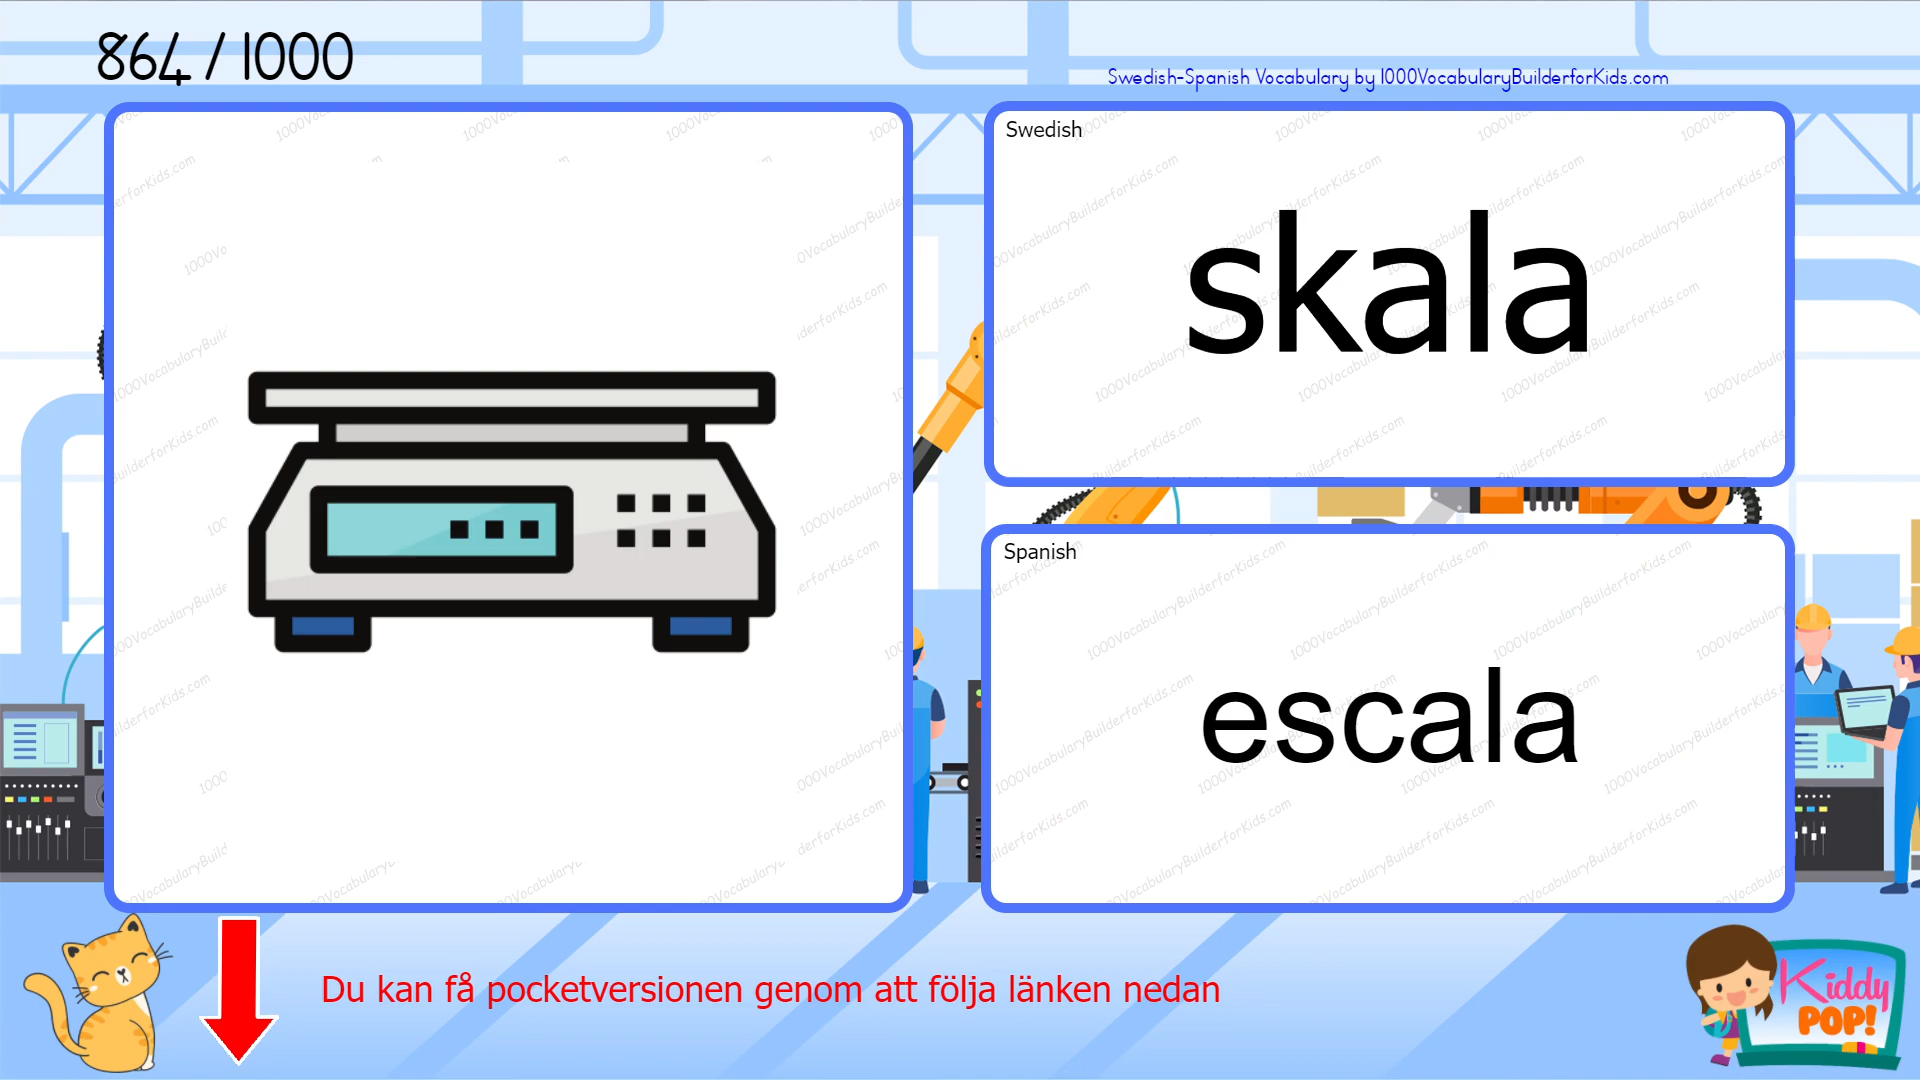 864 / 1000
Swedish-Spanish Vocabulary by 1000VocabularyBuilderforKids.com
Swedish
skala
Spanish
escala
Du kan få pocketversionen genom att följa länken nedan
Kiddy
POP!